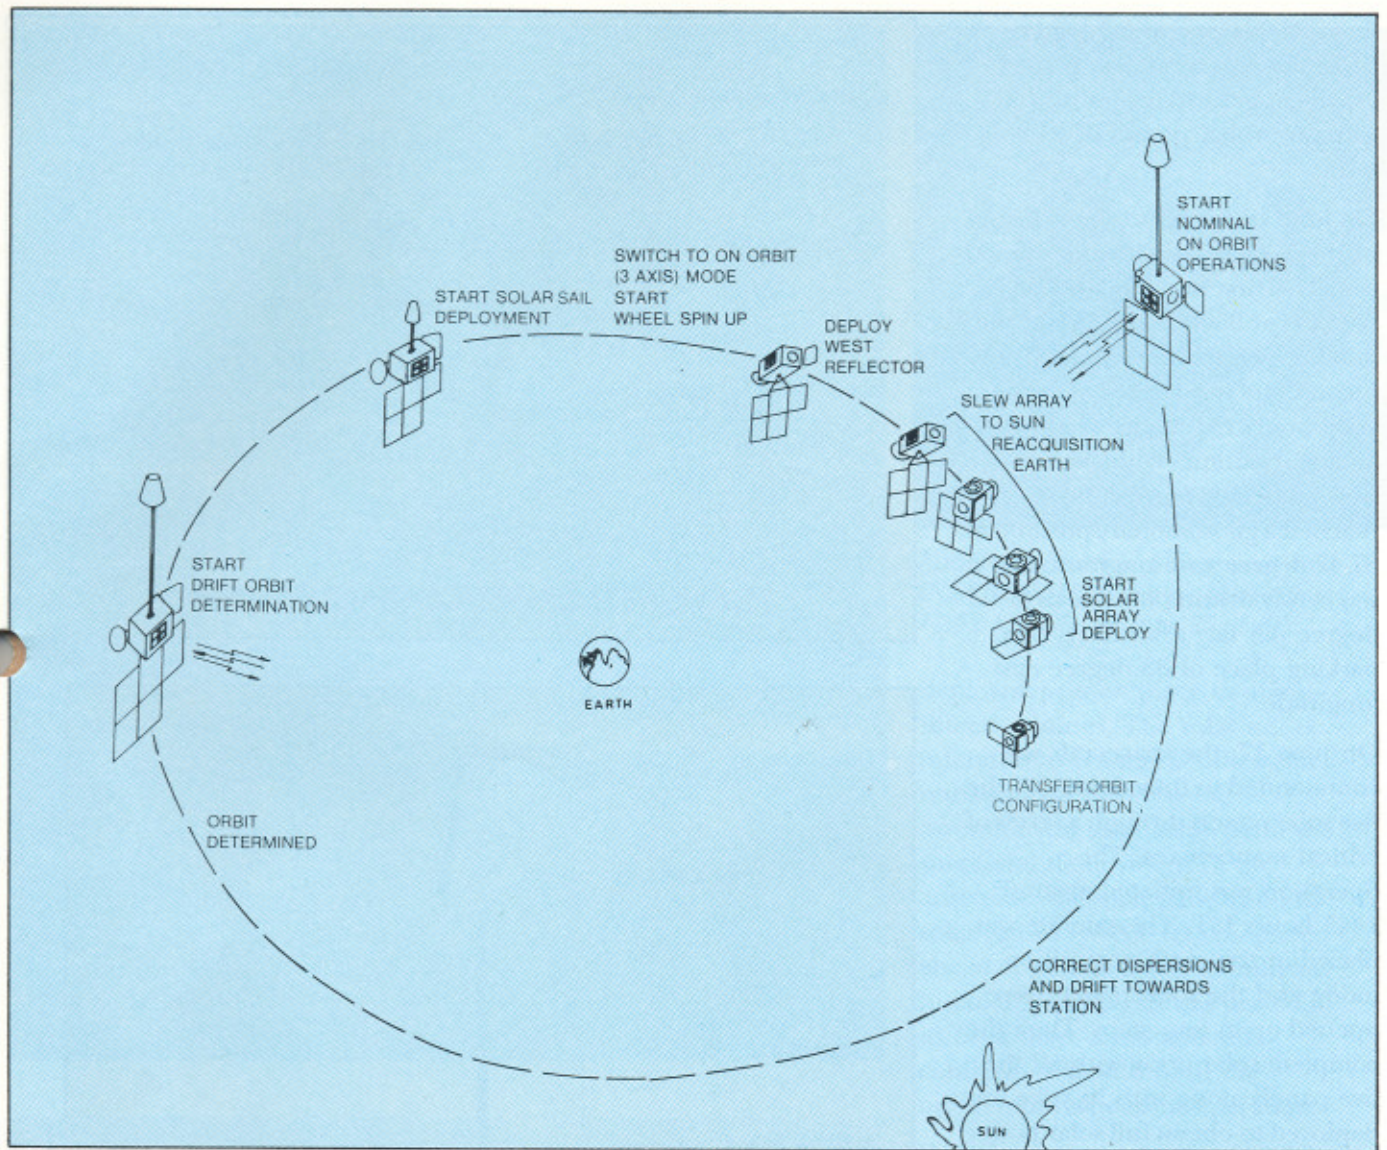 START
NOMINAL
ON ORBIT
OPERATIONS
SWITCH TO ON ORBIT
(3 AXIS) MODE
START
WHEEL SPIN UP
START SOLAR SAIL
DEPLOYMENT
DEPLOY
WEST
REFLECTOR
SLEW ARRAY
TO SUN
REACQUISITION
EARTH
START
SOLAR
ARRAY
DEPLOY
START
DRIFT ORBIT
DETERMINATION
EARTH
TRANSFER ORBIT
CONFIGURATION
ORBIT
DETERMINED
CORRECT DISPERSIONS
AND DRIFT TOWARDS
STATION
SUN